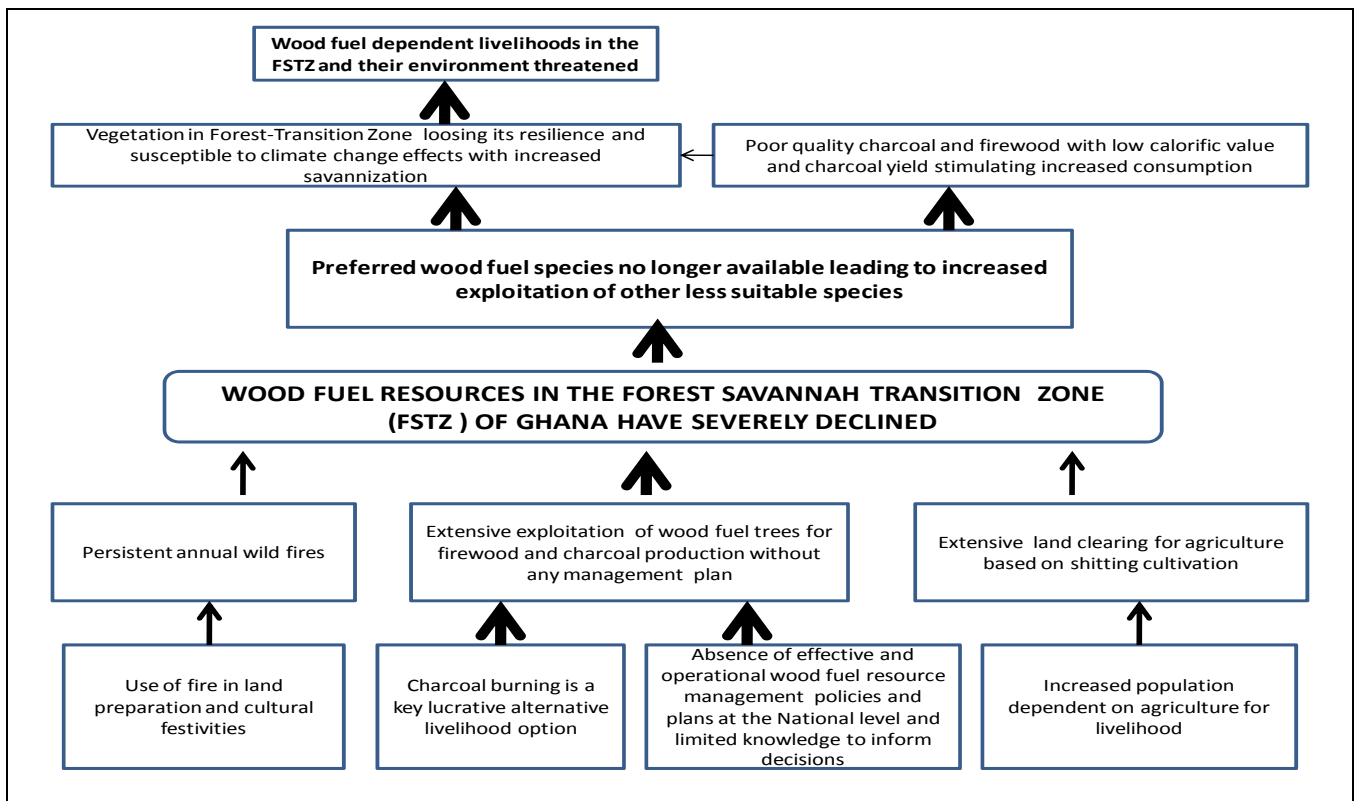 Wood fuel dependent livelihoods in the
FSTZ and their environment threatened
Vegetation in Forest-Transition Zone loosing its resilience and
susceptible to climate change effects with increased
savannization
Poor quality charcoal and firewood with low calorific value
and charcoal yield stimulating increased consumption
Preferred wood fuel species no longer available leading to increased
exploitation of other less suitable species
WOOD FUEL RESOURCES IN THE FOREST SAVANNAH TRANSITION ZONE
(FSTZ ) OF GHANA HAVE SEVERELY DECLINED
Persistent annual wild fires
Extensive exploitation of wood fuel trees for
firewood and charcoal production without
any management plan
Extensive land clearing for agriculture
based on shitting cultivation
Use of fire in land
preparation and cultural
festivities
Charcoal burning is a
key lucrative alternative
livelihood option
Absence of effective and
operational wood fuel resource
management policies and
plans at the National level and
limited knowledge to inform
decisions
Increased population
dependent on agriculture for
livelihood